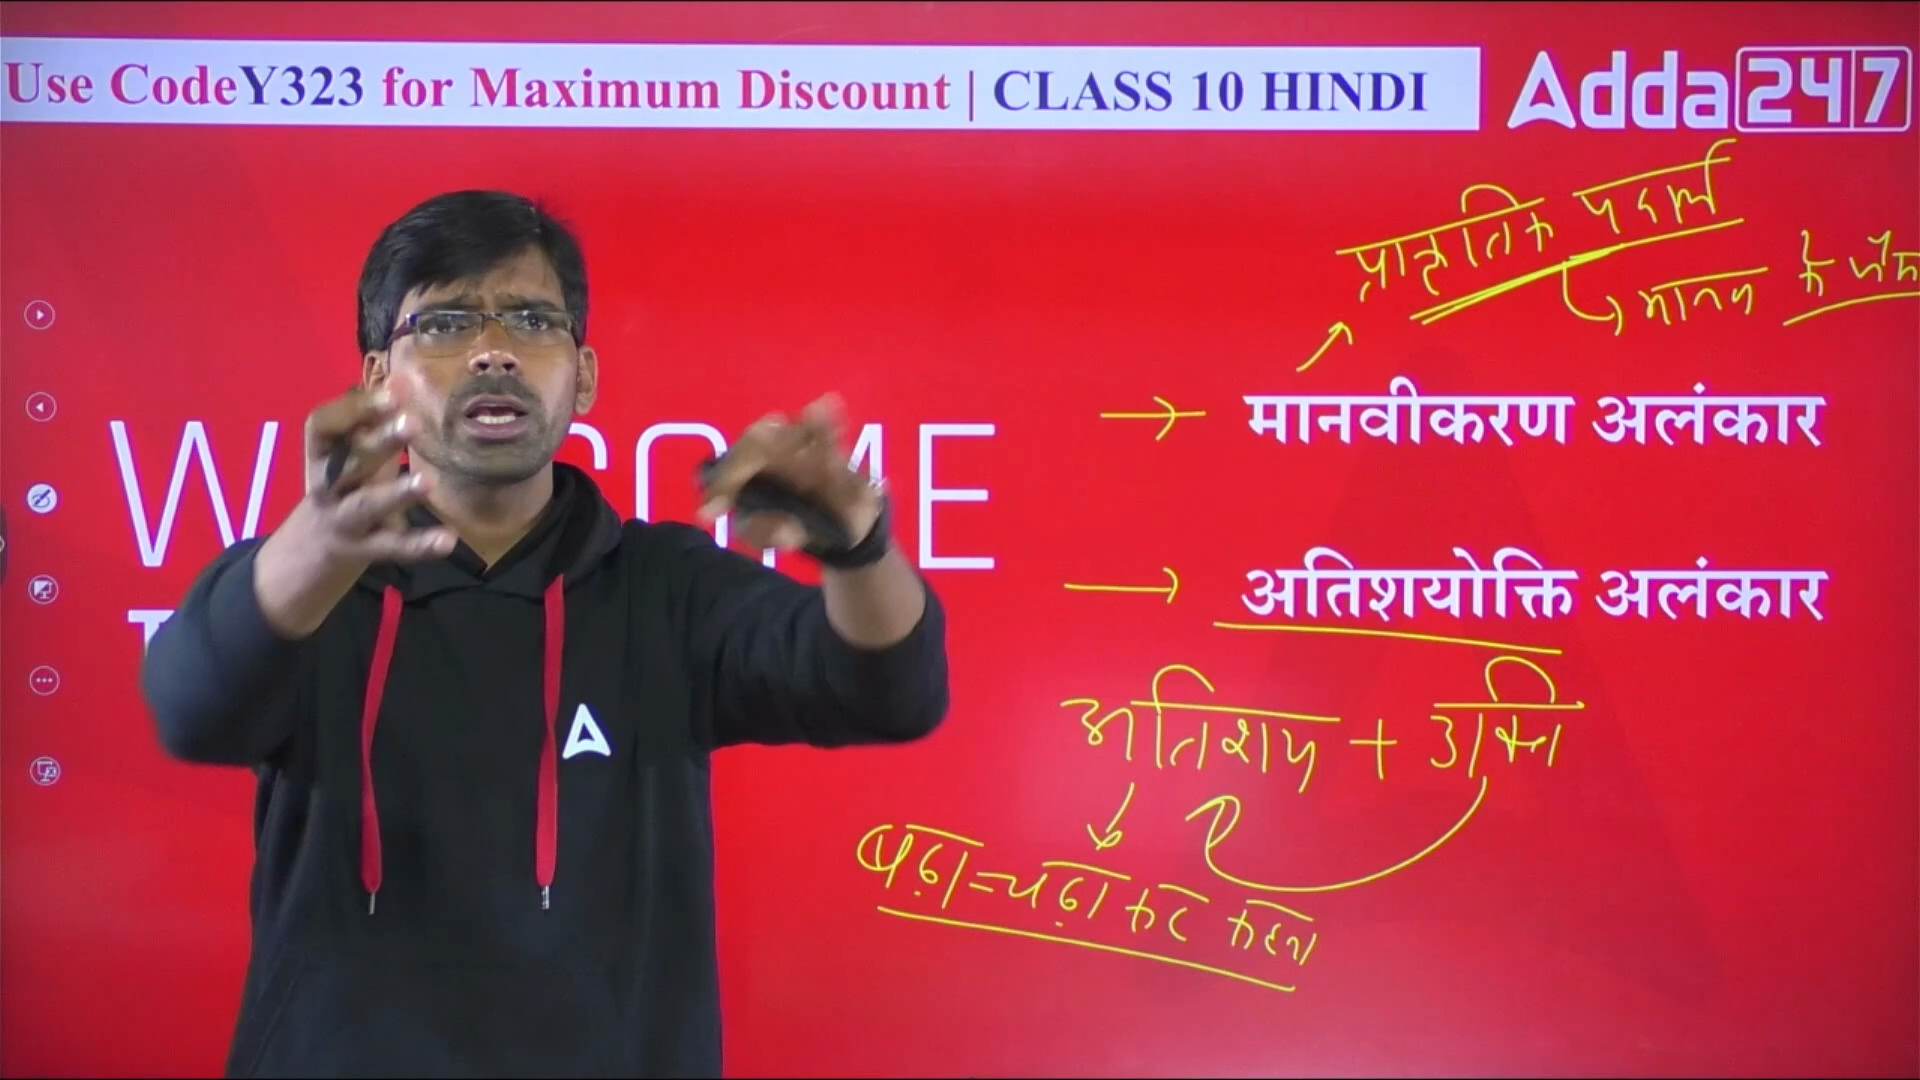 Use CodeY323 for Maximum Discount | CLASS 10 HINDI
Adda247
प्राकृतिक पदार्थ
मानव के जैसा
मानवीकरण अलंकार
अतिशयोक्ति अलंकार
अतिशय + उक्ति
बढ़ा-चढ़ा कर कहना